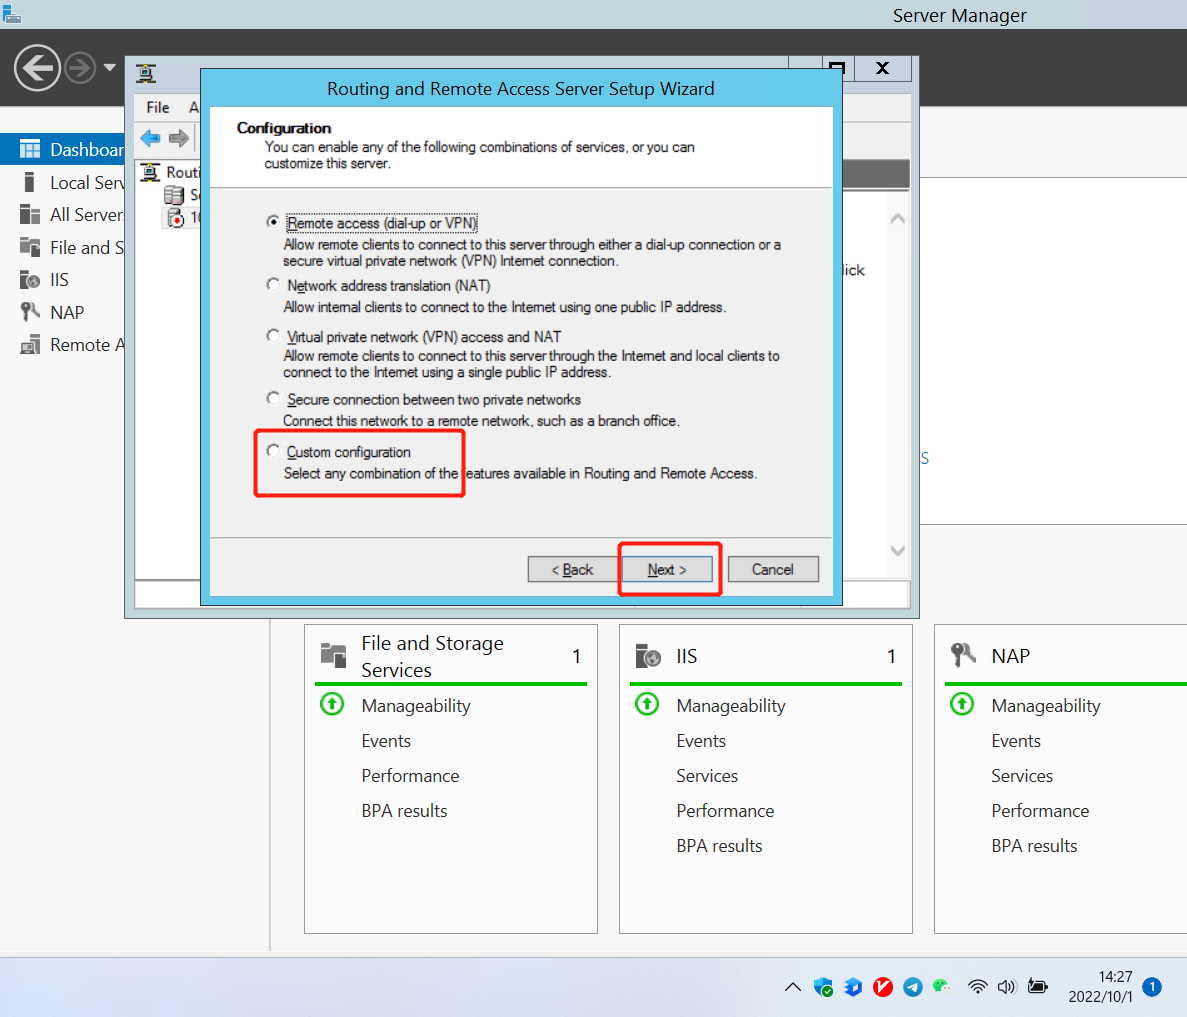 Server Manager
Routing and Remote Access Server Setup Wizard
X
File A
Configuration
You can enable any of the following combinations of services, or you can
customize this server.
Dashboar
Local Serv
All Server
File and S
IIS
NAP
Remote A
Routi
Se
10
Remote access (dial-up or VPN)
Allow remote clients to connect to this server through either a dial-up connection or a
secure virtual private network (VPN) Internet connection.
Network address translation (NAT)
Allow internal clients to connect to the Internet using one public IP address.
Virtual private network (VPN) access and NAT
Allow remote clients to connect to this server through the Internet and local clients to
connect to the Internet using a single public IP address.
Secure connection between two private networks
Connect this network to a remote network, such as a branch office.
Custom configuration
Select any combination of the features available in Routing and Remote Access.
lick
S
< Back
Next >
Cancel
File and Storage
Services
1
Manageability
Events
Performance
BPA results
IIS
1
Manageability
Events
Services
Performance
BPA results
NAP
Manageability
Events
Services
Performance
BPA results
14:27
2022/10/1
1